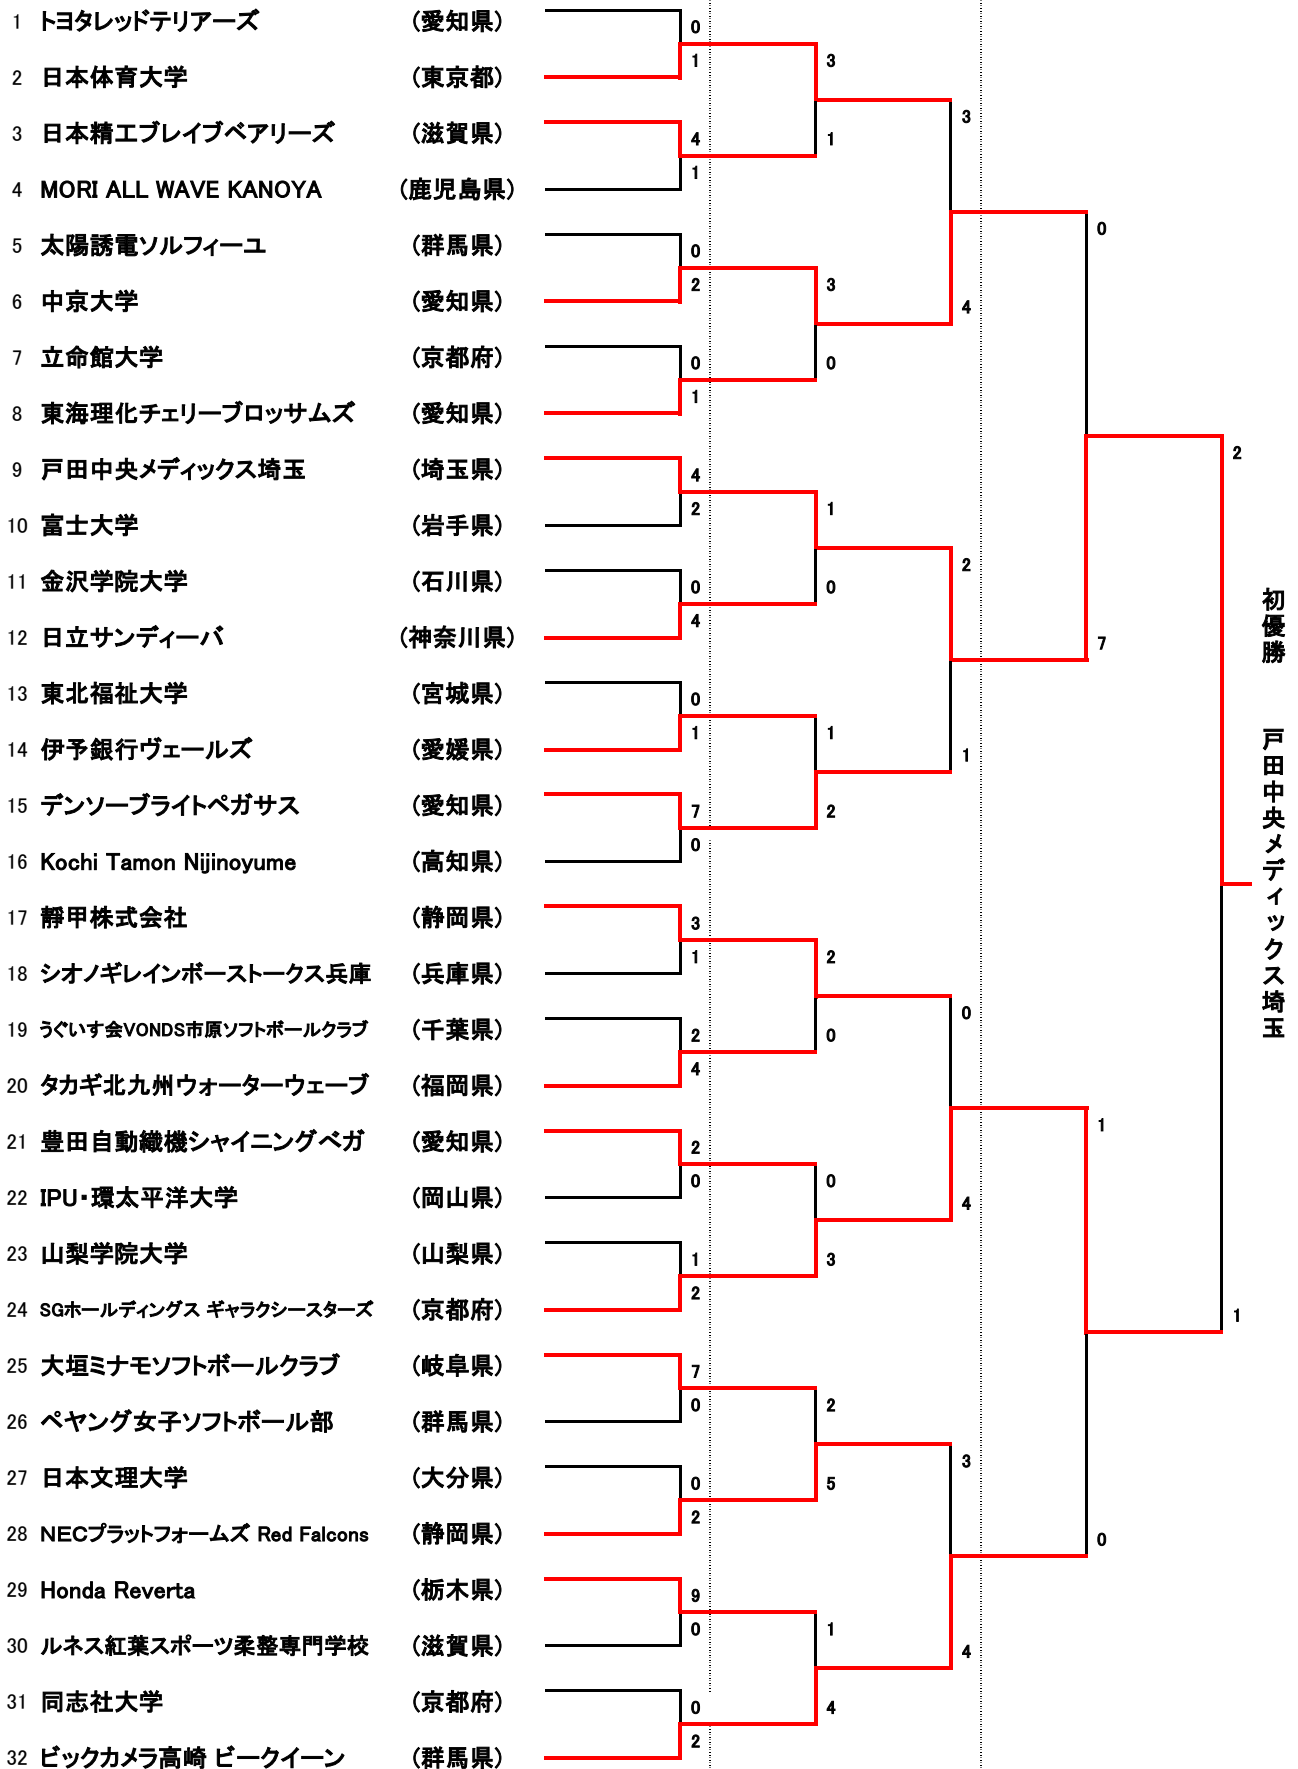 1 トヨタレッドテリアーズ (愛知県)
0
1
3
2 日本体育大学 (東京都)
3
3 日本精工ブレイブベアリーズ (滋賀県)
4
1
1
4 MORI ALL WAVE KANOYA (鹿児島県)
0
5 太陽誘電ソルフィーユ (群馬県)
0
2
3
6 中京大学 (愛知県)
4
7 立命館大学 (京都府)
0
0
1
8 東海理化チェリーブロッサムズ (愛知県)
2
9 戸田中央メディックス埼玉 (埼玉県)
4
2
1
10 富士大学 (岩手県)
2
11 金沢学院大学 (石川県)
0
0
4
12 日立サンディーバ (神奈川県)
7
13 東北福祉大学 (宮城県)
0
1
1
14 伊予銀行ヴェールズ (愛媛県)
1
15 デンソーブライトペガサス (愛知県)
7
2
0
16 Kochi Tamon Nijinoyume (高知県)
初優勝 戸田中央メディックス埼玉
17 靜甲株式会社 (静岡県)
3
1
2
18 シオノギレインボーストークス兵庫 (兵庫県)
0
19 うぐいす会VONDS市原ソフトボールクラブ (千葉県)
2
0
4
20 タカギ北九州ウォーターウェーブ (福岡県)
1
21 豊田自動織機シャイニングベガ (愛知県)
2
0
0
22 IPU・環太平洋大学 (岡山県)
4
23 山梨学院大学 (山梨県)
1
3
2
24 SGホールディングス ギャラクシースターズ (京都府)
1
25 大垣ミナモソフトボールクラブ (岐阜県)
7
0
2
26 ペヤング女子ソフトボール部 (群馬県)
3
27 日本文理大学 (大分県)
0
5
2
28 NECプラットフォームズ Red Falcons (静岡県)
0
29 Honda Reverta (栃木県)
9
0
1
30 ルネス紅葉スポーツ柔整専門学校 (滋賀県)
4
31 同志社大学 (京都府)
0
4
2
32 ビックカメラ高崎 ビークイーン (群馬県)